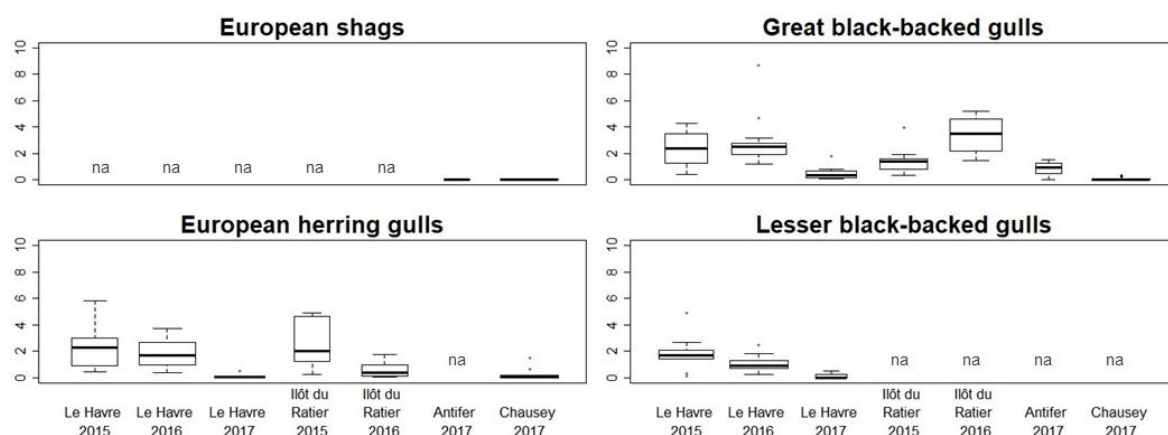 European shags
10
8
6
4
2
0
na na na na na
Great black-backed gulls
10
8
6
4
2
0
European herring gulls
10
8
6
4
2
0
na
Le Havre 2015
Le Havre 2016
Le Havre 2017
Ilôt du Ratier 2015
Ilôt du Ratier 2016
Antifer 2017
Chausey 2017
Lesser black-backed gulls
10
8
6
4
2
0
na na na na
Le Havre 2015
Le Havre 2016
Le Havre 2017
Ilôt du Ratier 2015
Ilôt du Ratier 2016
Antifer 2017
Chausey 2017